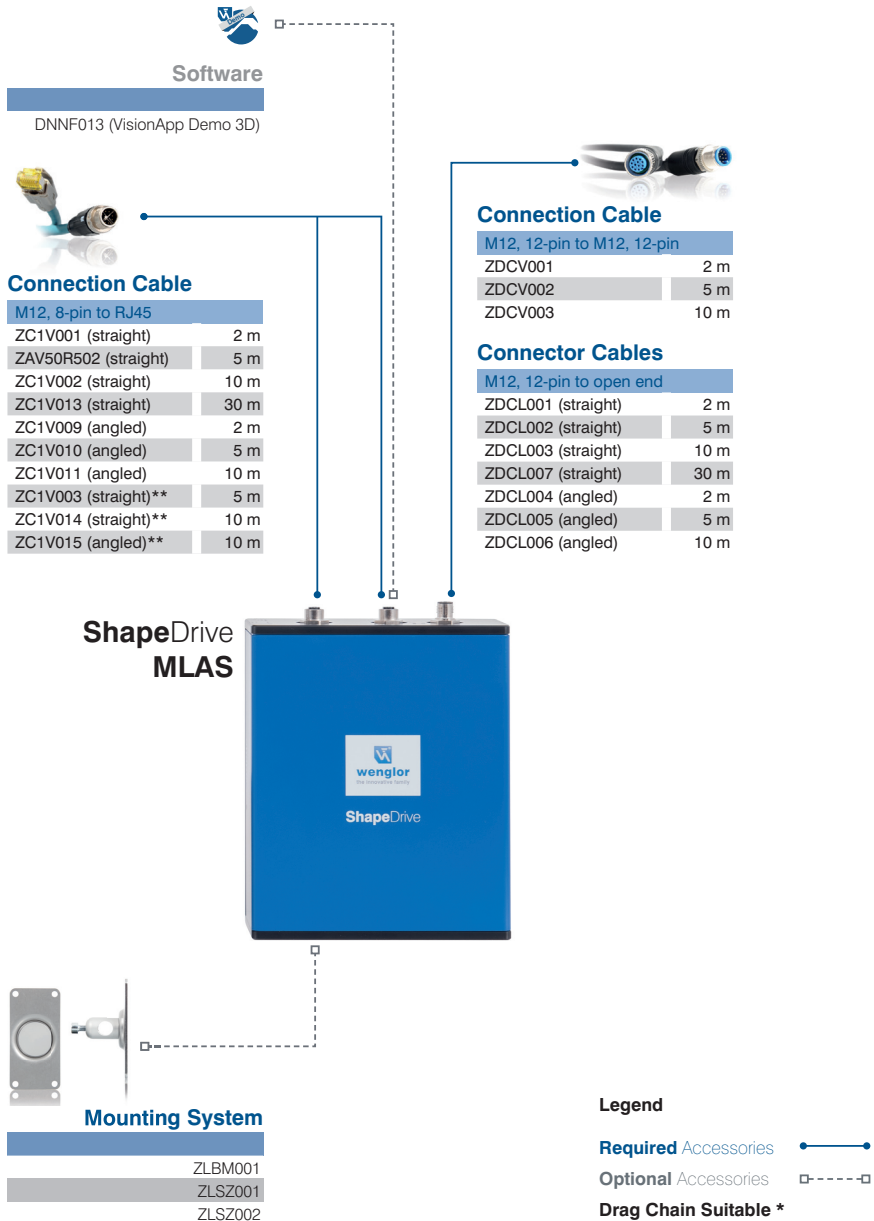 Demo
Software
DNNF013 (VisionApp Demo 3D)
Connection Cable
M12, 8-pin to RJ45
ZC1V001 (straight) 2 m
ZAV50R502 (straight) 5 m
ZC1V002 (straight) 10 m
ZC1V013 (straight) 30 m
ZC1V009 (angled) 2 m
ZC1V010 (angled) 5 m
ZC1V011 (angled) 10 m
ZC1V003 (straight)** 5 m
ZC1V014 (straight)** 10 m
ZC1V015 (angled)** 10 m
Connection Cable
M12, 12-pin to M12, 12-pin
ZDCV001 2 m
ZDCV002 5 m
ZDCV003 10 m
Connector Cables
M12, 12-pin to open end
ZDCL001 (straight) 2 m
ZDCL002 (straight) 5 m
ZDCL003 (straight) 10 m
ZDCL007 (straight) 30 m
ZDCL004 (angled) 2 m
ZDCL005 (angled) 5 m
ZDCL006 (angled) 10 m
ShapeDrive
MLAS
wenglor
the innovative family
ShapeDrive
Mounting System
ZLBM001
ZLSZ001
ZLSZ002
Legend
Required Accessories
Optional Accessories
Drag Chain Suitable *